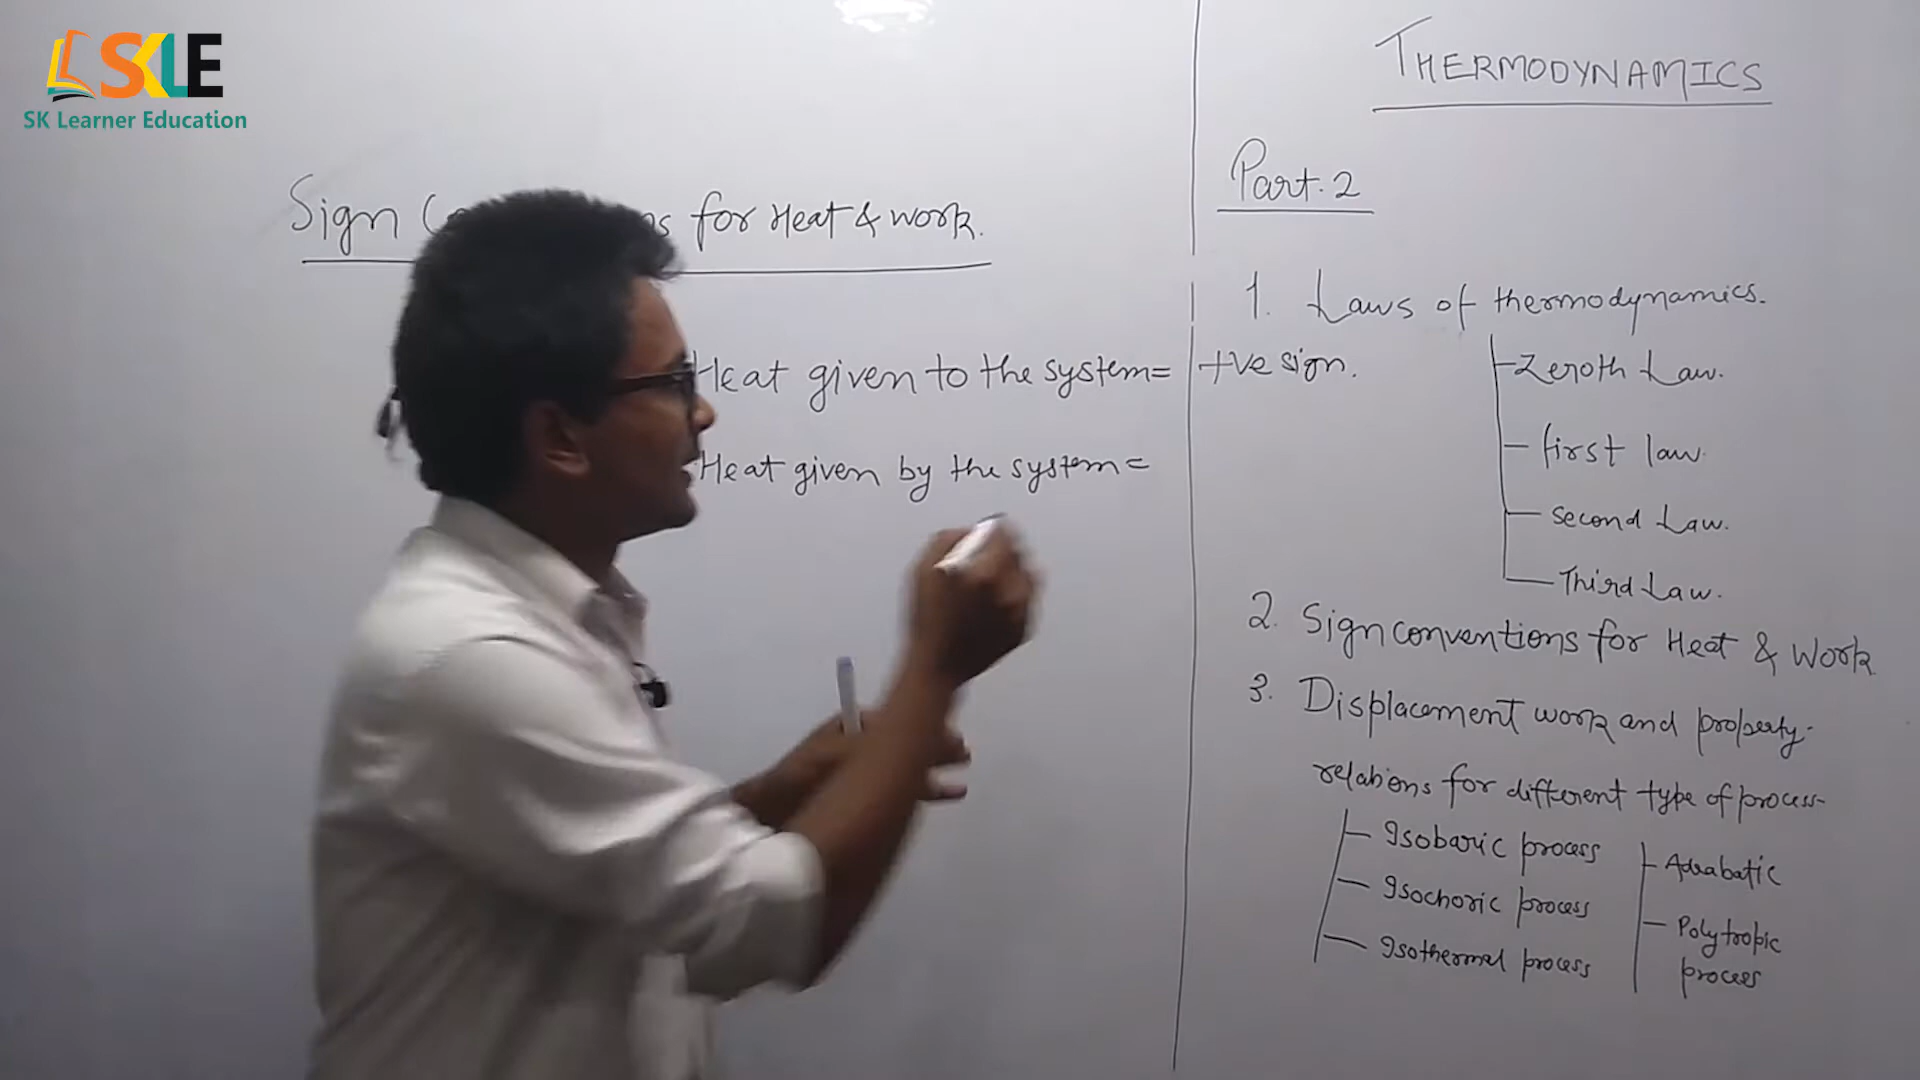 SKLE
SK Learner Education
Sign for Heat & work.
Heat given to the system= +ve sign.
Heat given by the system=
THERMODYNAMICS
Part-2
1. Laws of thermodynamics.
Zeroth Law.
first law.
Second Law.
Third Law.
2. Sign conventions for Heat & Work
3. Displacement work and property-
relations for different type of process-
Isobaric process
Isochoric process
Isothermal process
Adiabatic
Polytropic
process